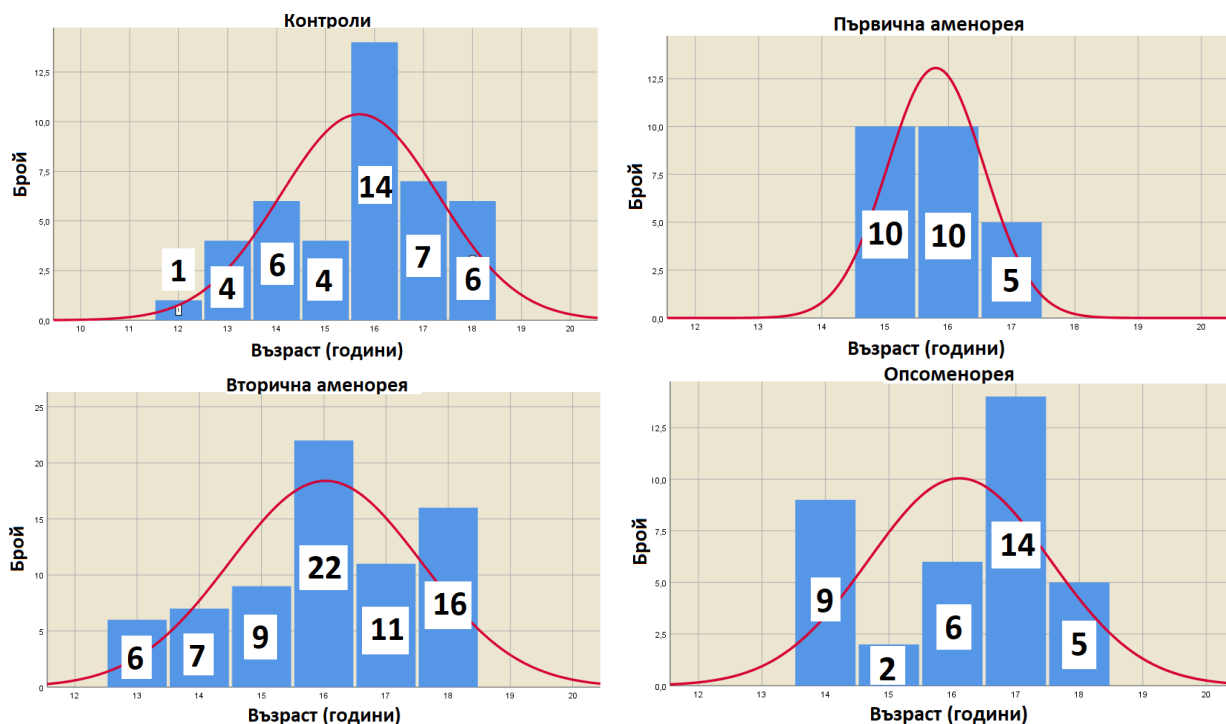 Контроли
Брой
12,5
10,0
7,5
5,0
2,5
0,0
1
4
6
4
14
7
6
10 11 12 13 14 15 16 17 18 19 20
Възраст (години)
Първична аменорея
Брой
12,5
10,0
7,5
5,0
2,5
0,0
10
10
5
12 13 14 15 16 17 18 19 20
Възраст (години)
Вторична аменорея
Брой
25
20
15
10
5
0
6
7
9
22
11
16
12 13 14 15 16 17 18 19 20
Възраст (години)
Опсоменорея
Брой
12,5
10,0
7,5
5,0
2,5
0,0
9
2
6
14
5
12 13 14 15 16 17 18 19 20
Възраст (години)